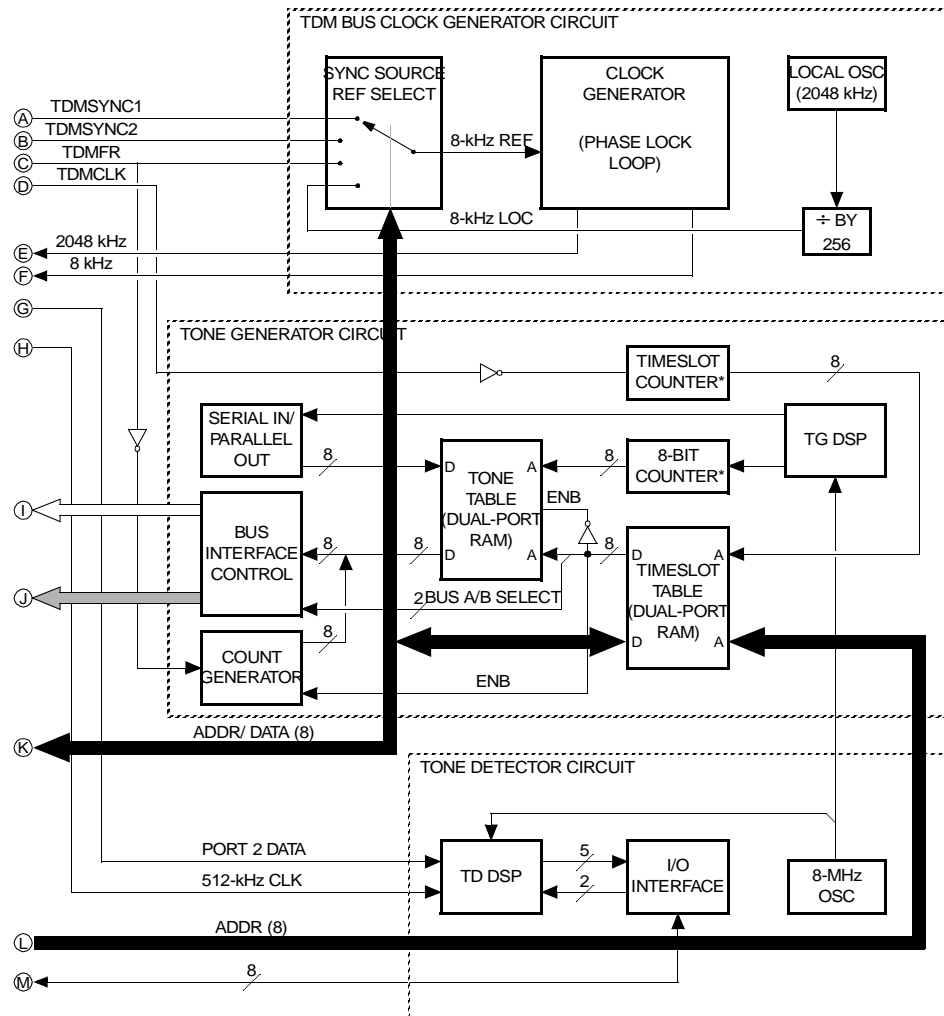 TDM BUS CLOCK GENERATOR CIRCUIT
SYNC SOURCE
REF SELECT
CLOCK
GENERATOR
(PHASE LOCK
LOOP)
LOCAL OSC
(2048 kHz)
A
TDMSYNC1
B
TDMSYNC2
C
TDMFR
D
TDMCLK
8-kHz REF
8-kHz LOC
÷ BY
256
E
2048 kHz
F
8 kHz
G
H
TONE GENERATOR CIRCUIT
TIMESLOT
COUNTER*
8
SERIAL IN/
PARALLEL
OUT
8
D
A
TONE
TABLE
(DUAL-PORT
RAM)
D
A
8
8-BIT
COUNTER*
TG DSP
ENB
I
BUS
INTERFACE
CONTROL
8
8
8
D
A
TIMESLOT
TABLE
(DUAL-PORT
RAM)
D
A
J
2
BUS A/B SELECT
8
COUNT
GENERATOR
ENB
K
ADDR/ DATA (8)
TONE DETECTOR CIRCUIT
PORT 2 DATA
512-kHz CLK
TD DSP
5
2
I/O
INTERFACE
8-MHz
OSC
L
ADDR (8)
M
8